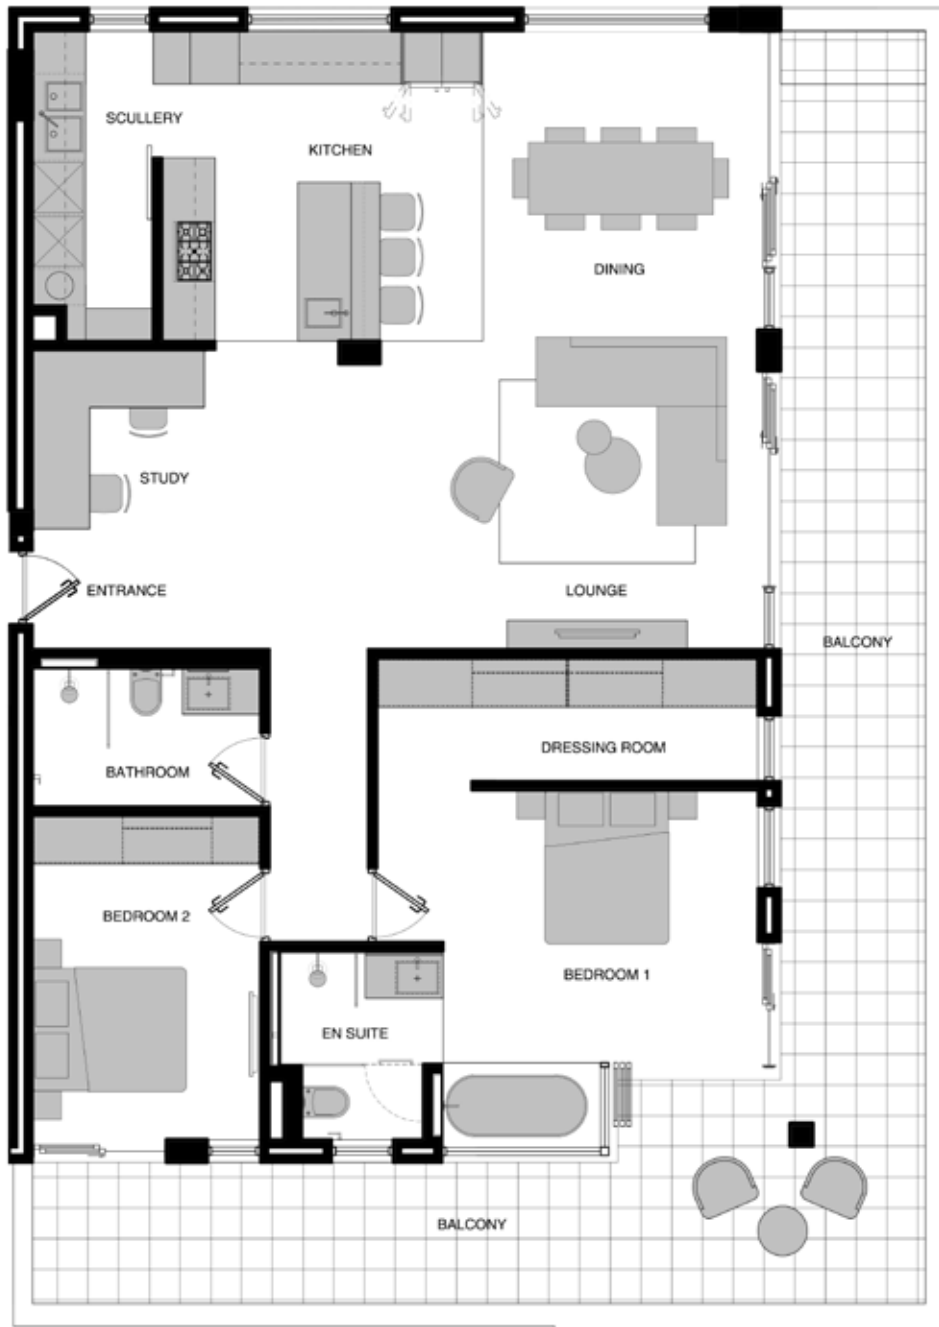 SCULLERY
KITCHEN
DINING
STUDY
ENTRANCE
LOUNGE
BALCONY
DRESSING ROOM
BATHROOM
BEDROOM 2
BEDROOM 1
EN SUITE
BALCONY